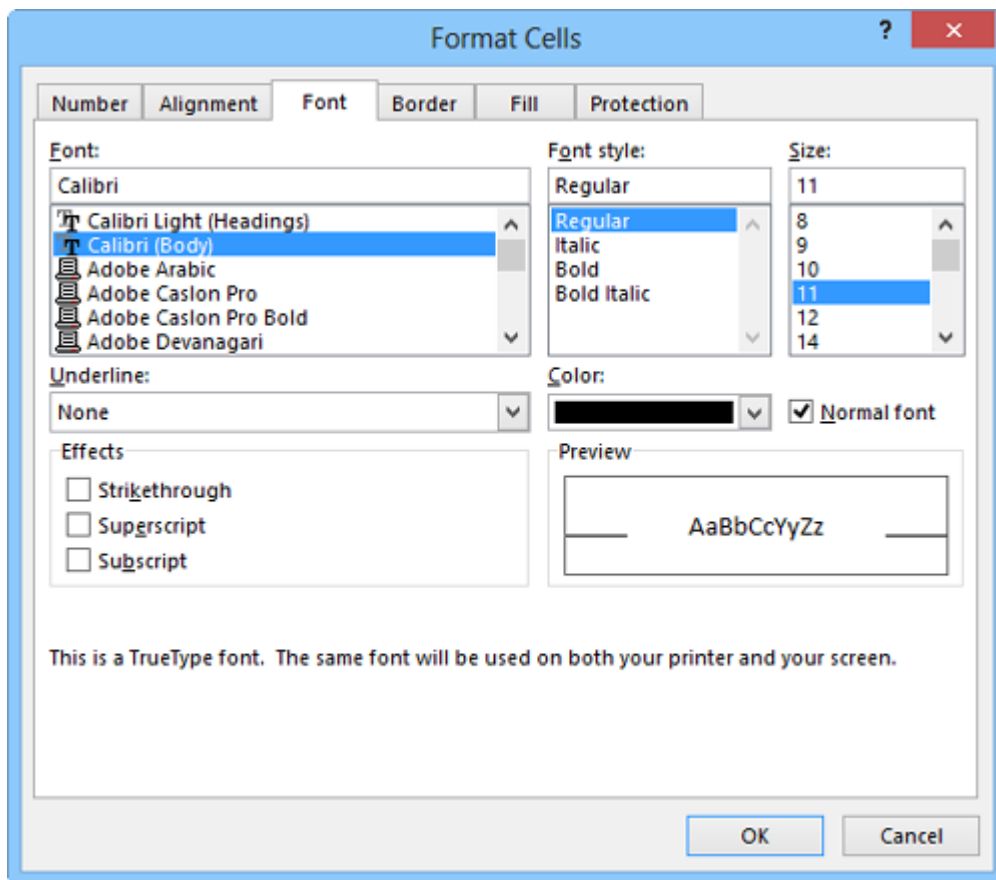 Format Cells
?
Number Alignment Font Border Fill Protection
Font: Font style: Size:
Calibri Regular 11
Calibri Light (Headings) Regular 8
Calibri (Body) Italic 9
Adobe Arabic Bold 10
Adobe Caslon Pro Bold Italic 11
Adobe Caslon Pro Bold 12
Adobe Devanagari 14
Underline: Color:
None Normal font
Effects Preview
Strikethrough
Superscript AaBbCcYyZz
Subscript
This is a TrueType font. The same font will be used on both your printer and your screen.
OK Cancel